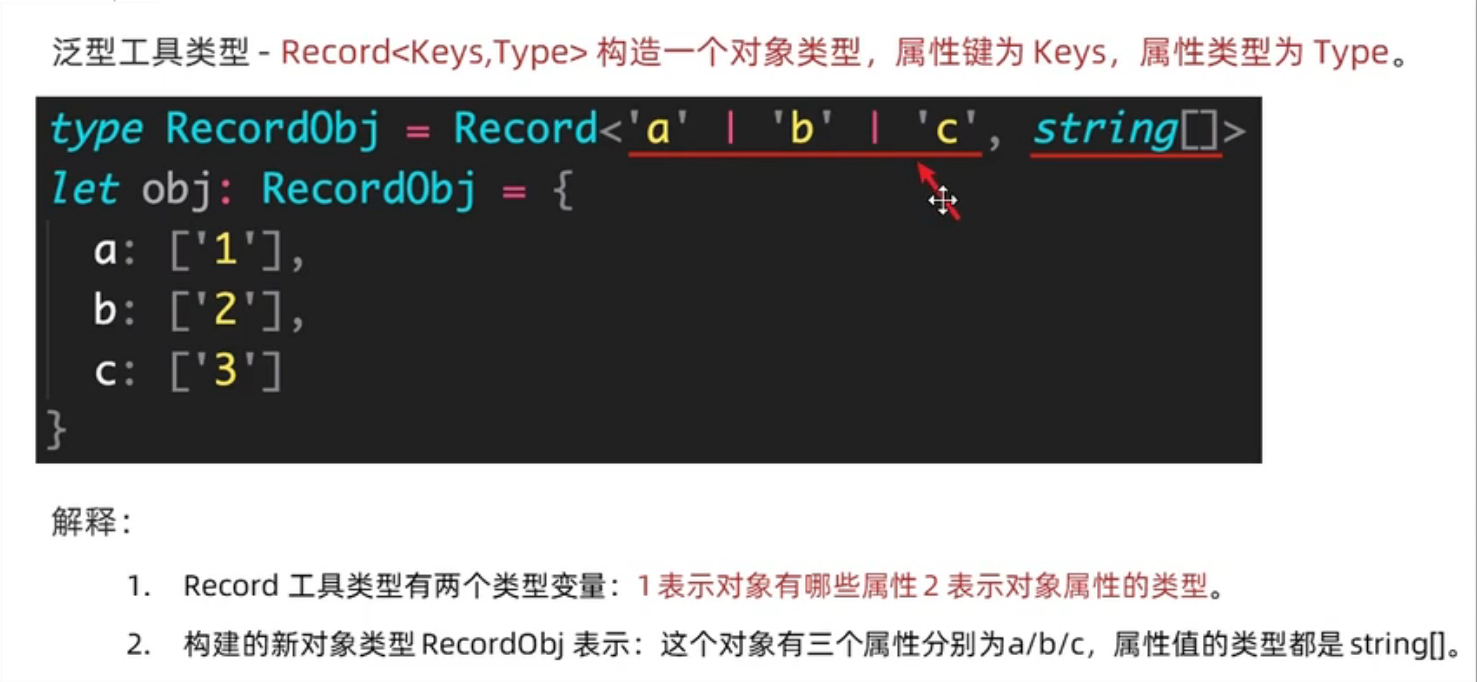 泛型工具类型 - Record<Keys,Type> 构造一个对象类型，属性键为 Keys，属性类型为 Type。
type RecordObj = Record<'a' | 'b' | 'c', string[]>
let obj: RecordObj = {
  a: ['1'],
  b: ['2'],
  c: ['3']
}
解释：
1. Record 工具类型有两个类型变量：1 表示对象有哪些属性 2 表示对象属性的类型。
2. 构建的新对象类型 RecordObj 表示：这个对象有三个属性分别为a/b/c，属性值的类型都是 string[]。